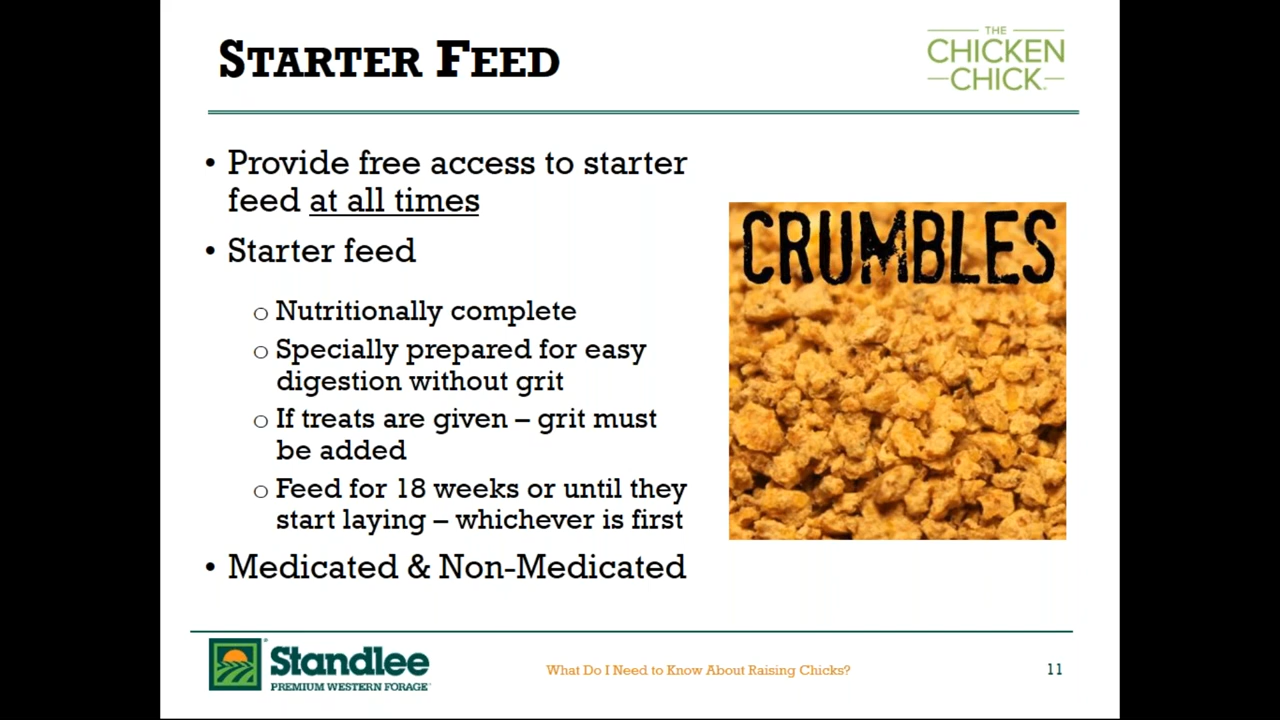 STARTER FEED
THE
CHICKEN
CHICK®
• Provide free access to starter
feed at all times
• Starter feed
o Nutritionally complete
o Specially prepared for easy
digestion without grit
o If treats are given – grit must
be added
o Feed for 18 weeks or until they
start laying – whichever is first
• Medicated & Non-Medicated
CRUMBLES
Standlee®
PREMIUM WESTERN FORAGE®
What Do I Need to Know About Raising Chicks?
11